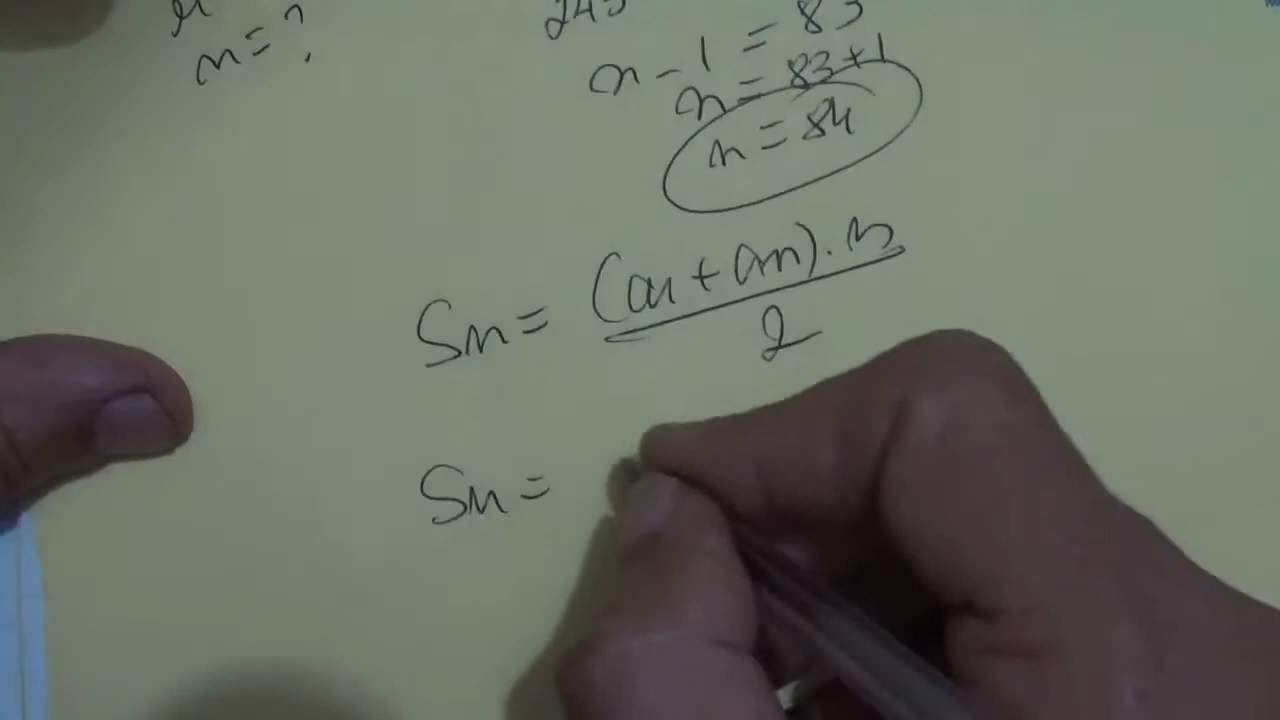 n = ?
n - 1 = 83
n = 83 + 1
n = 84
Sn = (a1 + an) . n
2
Sn =